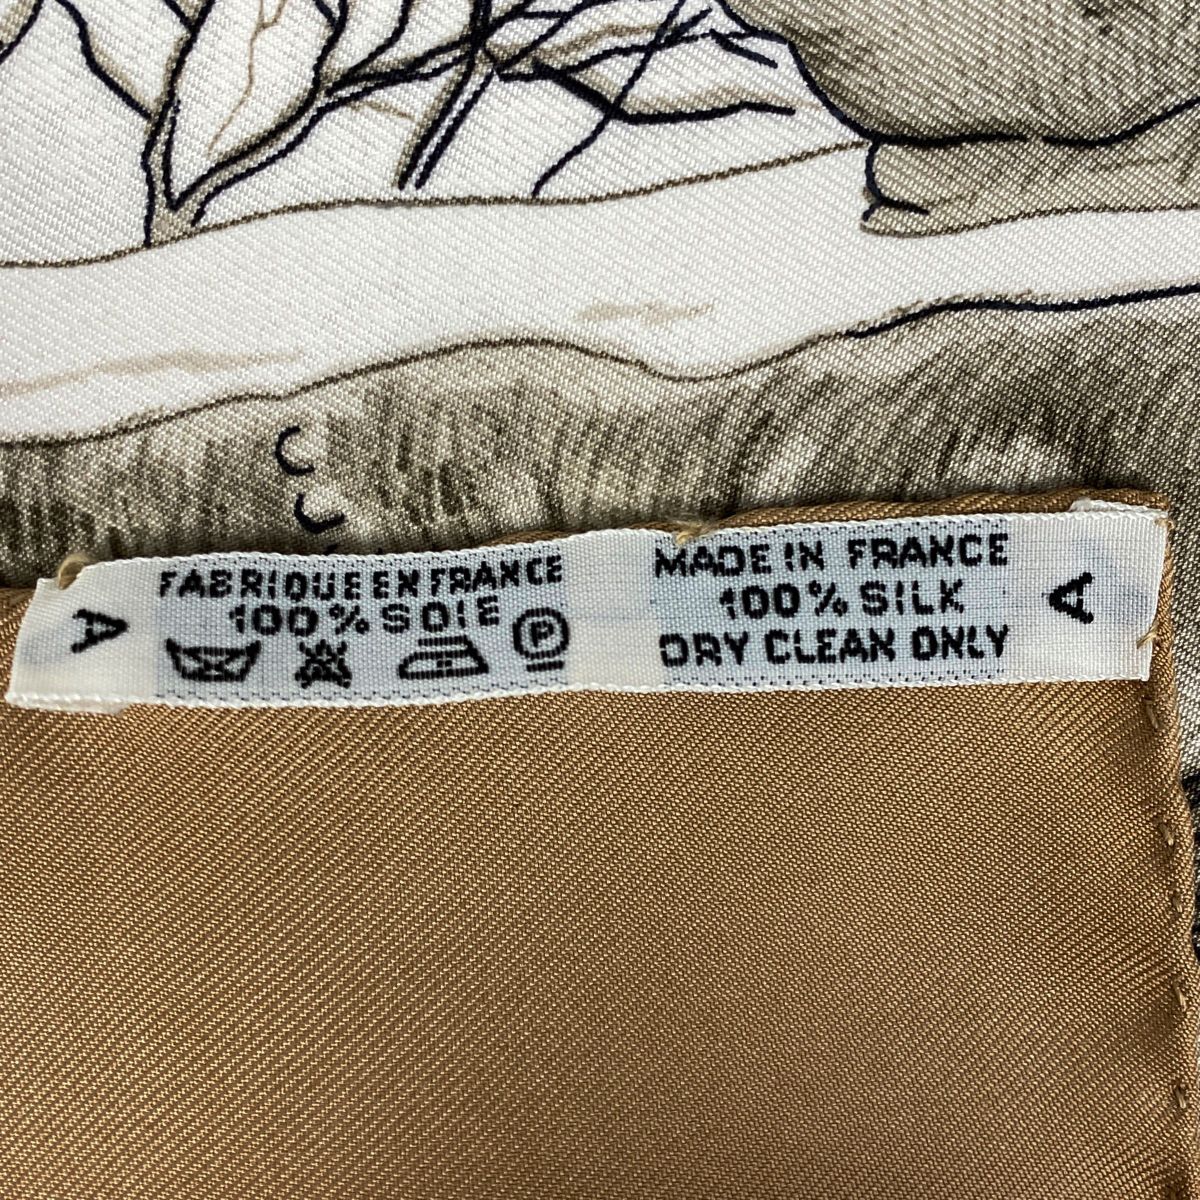 A
FABRIQUE EN FRANCE
100% SOIE
P
MADE IN FRANCE
100% SILK
DRY CLEAN ONLY
A